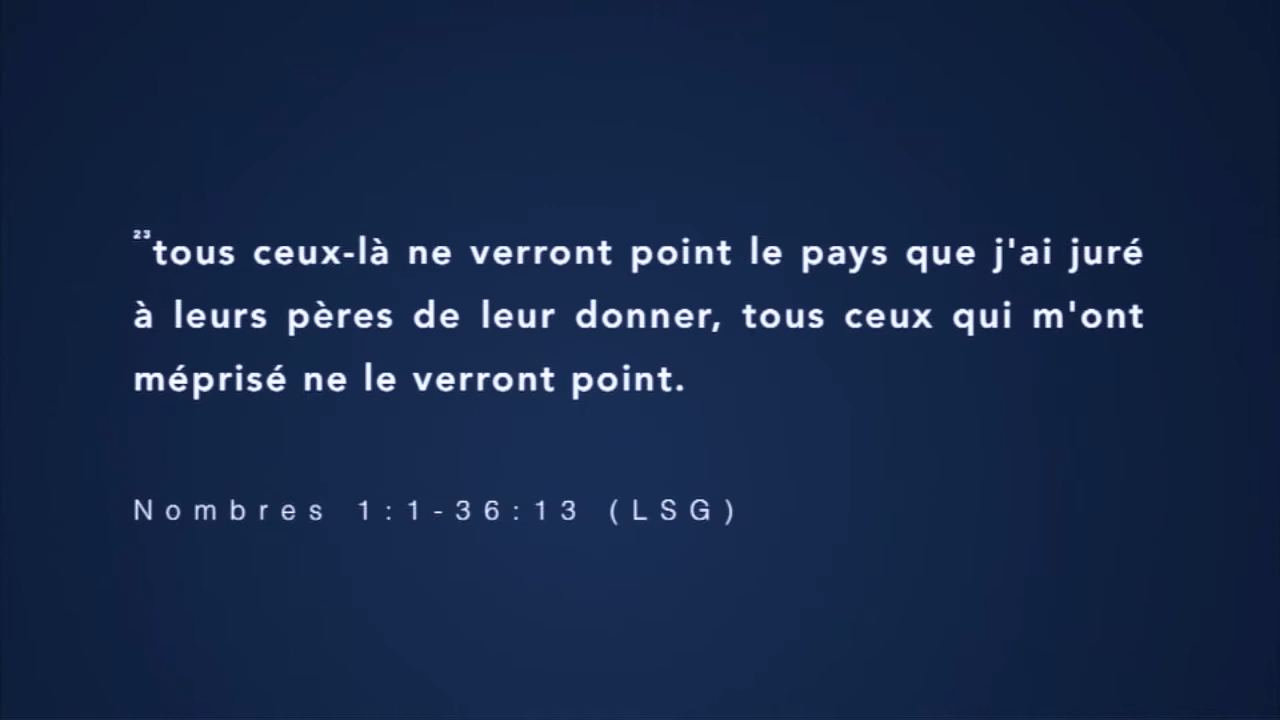 ²³tous ceux-là ne verront point le pays que j'ai juré
à leurs pères de leur donner, tous ceux qui m'ont
méprisé ne le verront point.
Nombres 1:1-36:13 (LSG)